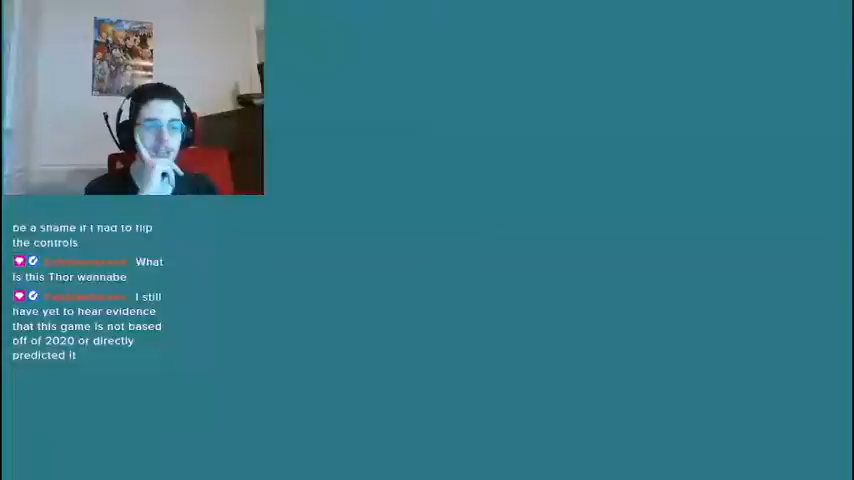 be a shame if I had to flip
the controls
What
is this Thor wannabe
I still
have yet to hear evidence
that this game is not based
off of 2020 or directly
predicted it